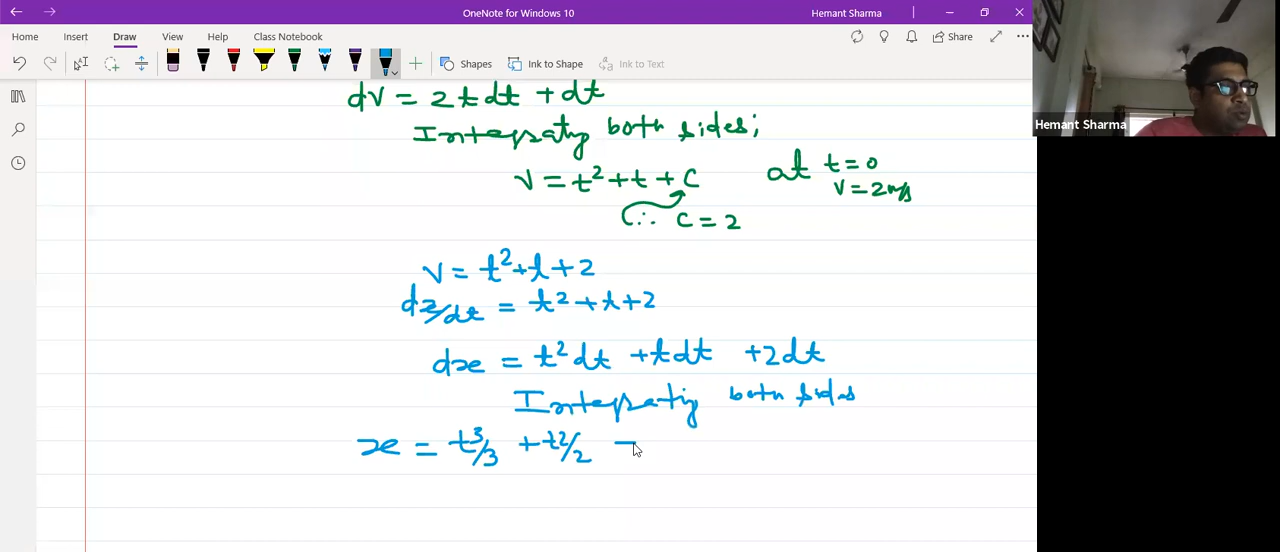 OneNote for Windows 10
Hemant Sharma
Home Insert Draw View Help Class Notebook
Share
Shapes Ink to Shape Ink to Text
Hemant Sharma
dv = 2t dt + dt
Integrating both sides;
v = t² + t + C
at t = 0
v = 2 m/s
∴ C = 2
v = t² + t + 2
dx/dt = t² + t + 2
dx = t² dt + t dt + 2 dt
Integrating both sides
x = t³/3 + t²/2 –